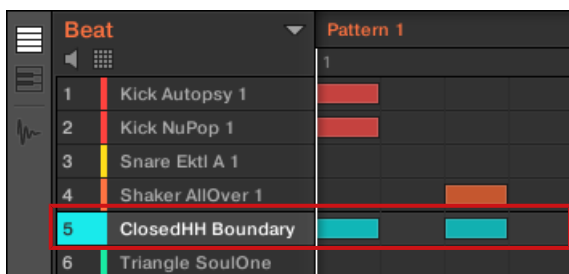 Beat
Pattern 1
1
1 Kick Autopsy 1
2 Kick NuPop 1
3 Snare Ektl A 1
4 Shaker AllOver 1
5 ClosedHH Boundary
6 Triangle SoulOne